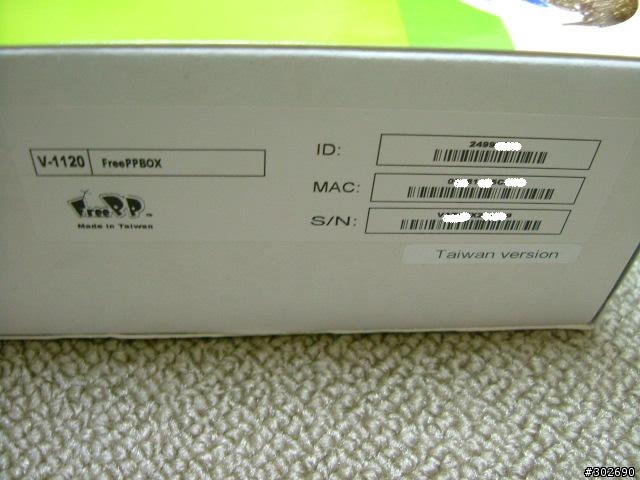 V-1120 FreePPBOX
FreePP
Made in Taiwan
ID:
MAC:
S/N:
Taiwan version
#302690